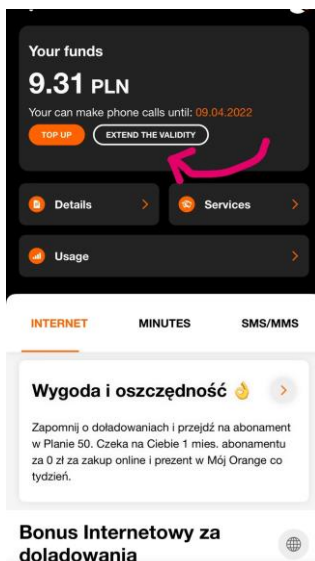 Your funds
9.31 PLN
Your can make phone calls until: 09.04.2022
TOP UP
EXTEND THE VALIDITY
Details
Services
Usage
INTERNET
MINUTES
SMS/MMS
Wygoda i oszczędność 👌
Zapomnij o doładowaniach i przejdź na abonament
w Planie 50. Czeka na Ciebie 1 mies. abonamentu
za 0 zł za zakup online i prezent w Mój Orange co
tydzień.
Bonus Internetowy za
doładowania